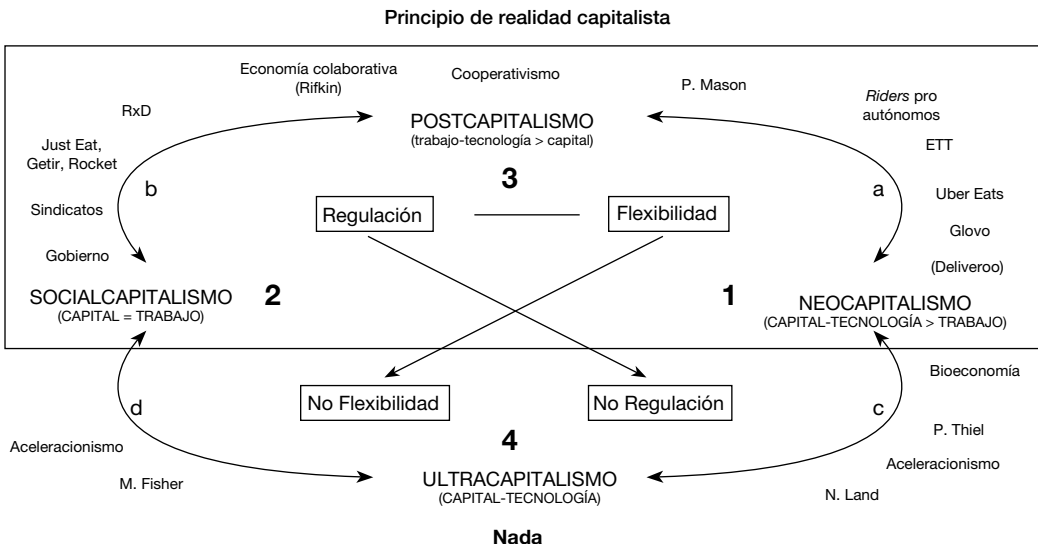 Principio de realidad capitalista
Economía colaborativa
(Rifkin)
Cooperativismo
P. Mason
Riders pro
autónomos
RxD
POSTCAPITALISMO
(trabajo-tecnología > capital)
ETT
Just Eat,
Getir, Rocket
b
3
a
Uber Eats
Sindicatos
Regulación
Flexibilidad
Glovo
Gobierno
(Deliveroo)
SOCIALCAPITALISMO
(CAPITAL = TRABAJO)
2
1
NEOCAPITALISMO
(CAPITAL-TECNOLOGÍA > TRABAJO)
Bioeconomía
No Flexibilidad
No Regulación
d
c
Aceleracionismo
4
P. Thiel
Aceleracionismo
M. Fisher
ULTRACAPITALISMO
(CAPITAL-TECNOLOGÍA)
N. Land
Nada